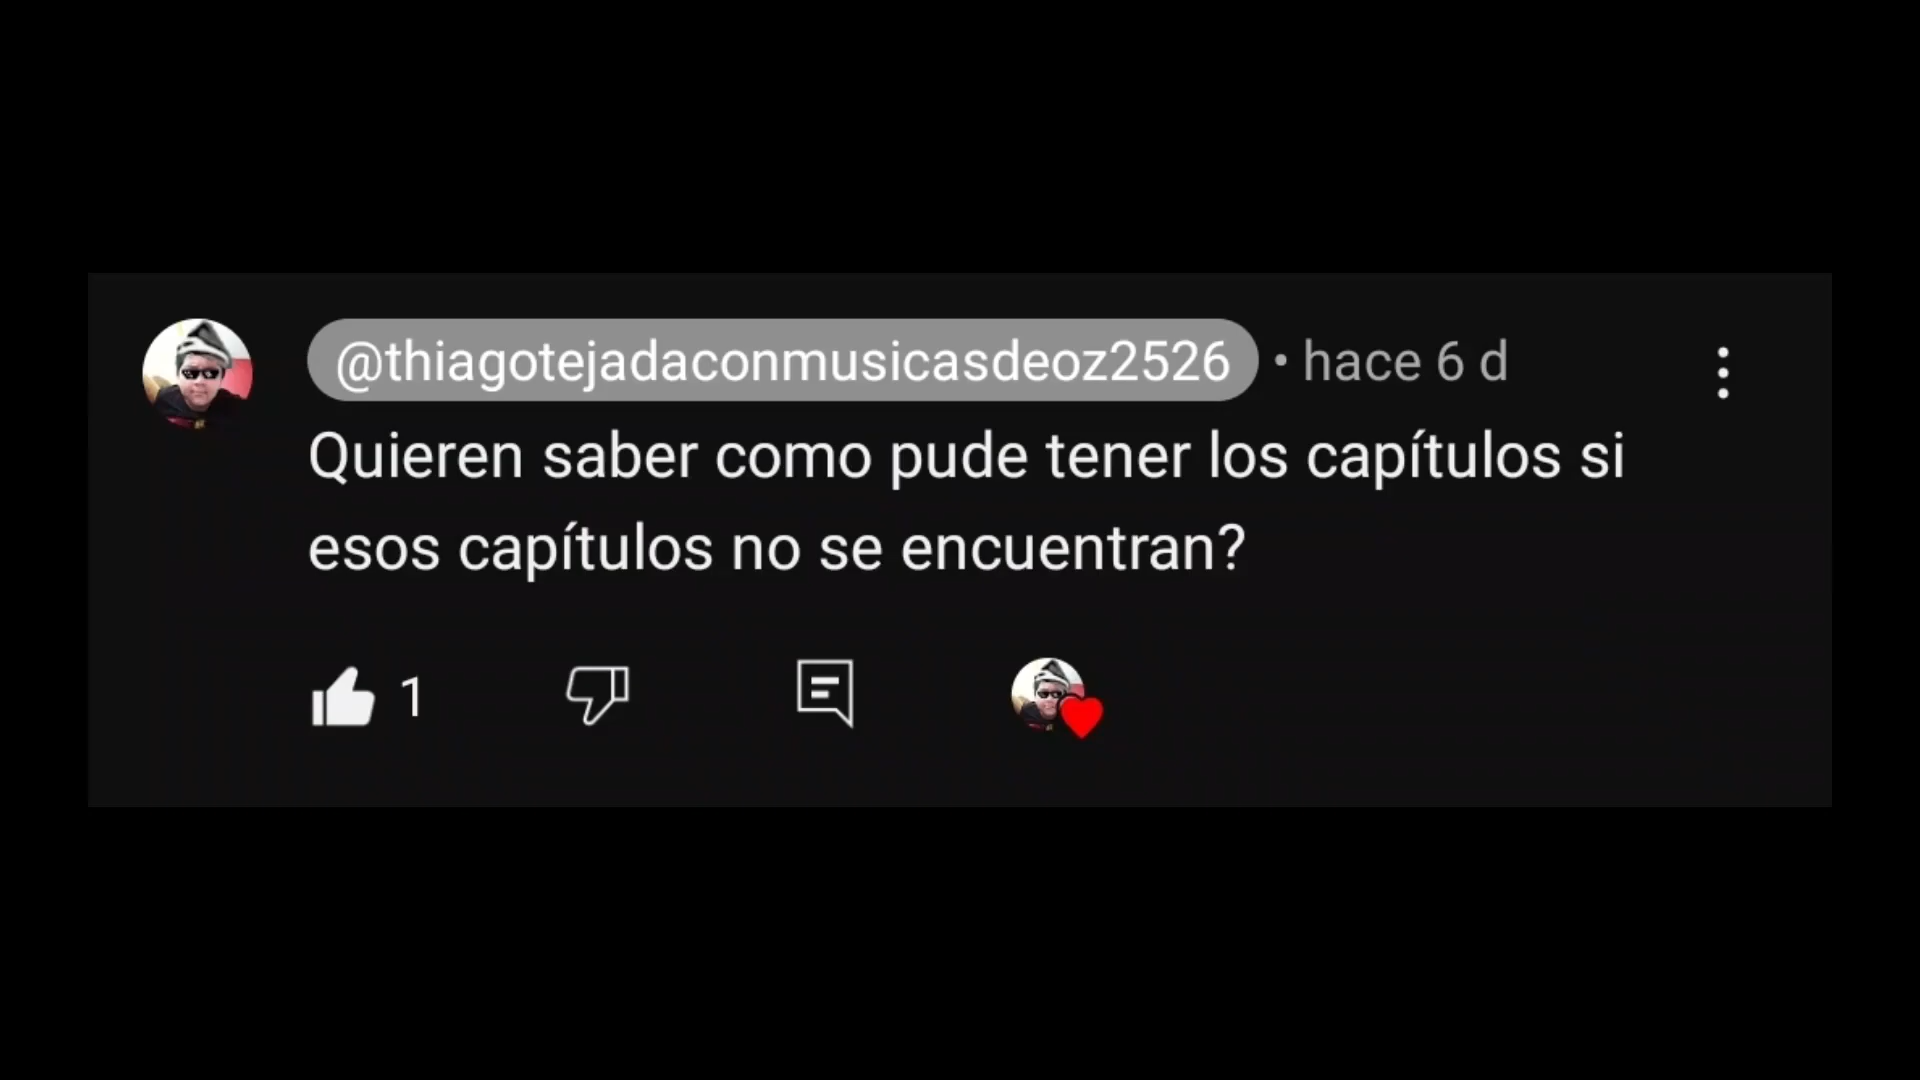 @thiagotejadaconmusicasdeoz2526 • hace 6 d
Quieren saber como pude tener los capítulos si
esos capítulos no se encuentran?
1